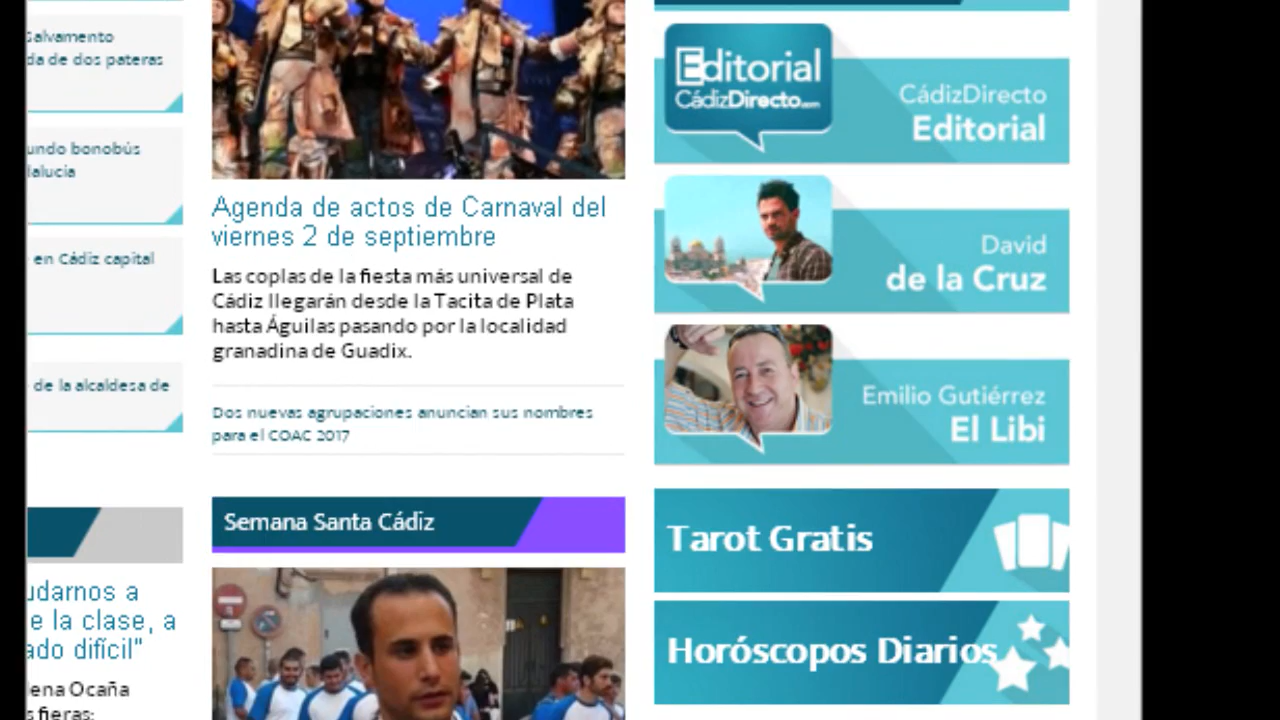 salvamento
da de dos pateras
undo bonobús
alucía
en Cádiz capital
de la alcaldesa de
udarnos a
e la clase, a
ado difícil"
lena Ocaña
s fieras:
Agenda de actos de Carnaval del
viernes 2 de septiembre
Las coplas de la fiesta más universal de
Cádiz llegarán desde la Tacita de Plata
hasta Águilas pasando por la localidad
granadina de Guadix.
Dos nuevas agrupaciones anuncian sus nombres
para el COAC 2017
Semana Santa Cádiz
Editorial
CádizDirecto.com
CádizDirecto
Editorial
David
de la Cruz
Emilio Gutiérrez
El Libi
Tarot Gratis
Horóscopos Diarios